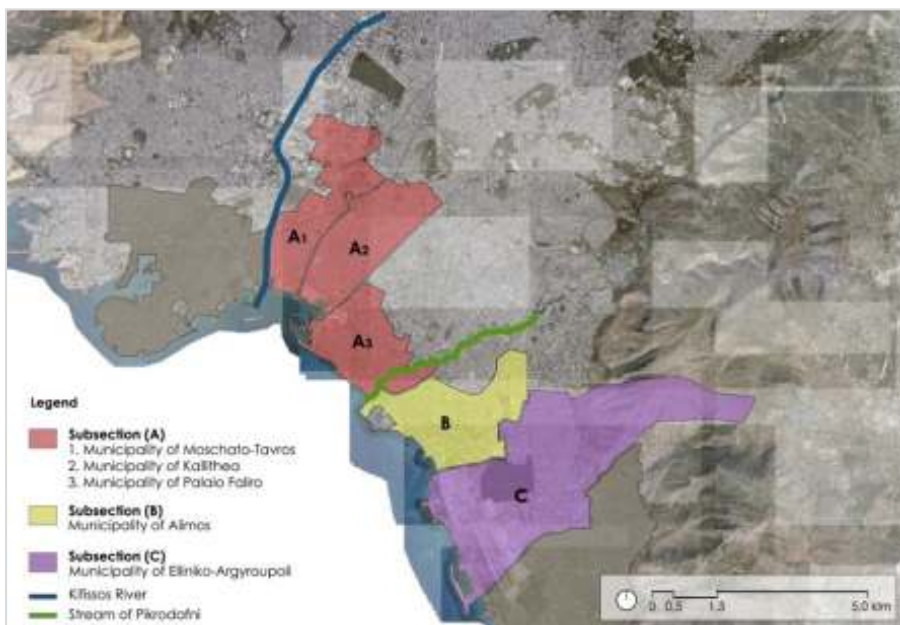 A1
A2
A3
B
C
Legend
Subsection (A)
1. Municipality of Moschato-Tavros
2. Municipality of Kallithea
3. Municipality of Palaio Faliro
Subsection (B)
Municipality of Alimos
Subsection (C)
Municipality of Elliniko-Argyroupoli
Kifissos River
Stream of Pikrodafni
0 0,5 1,3 5,0 km